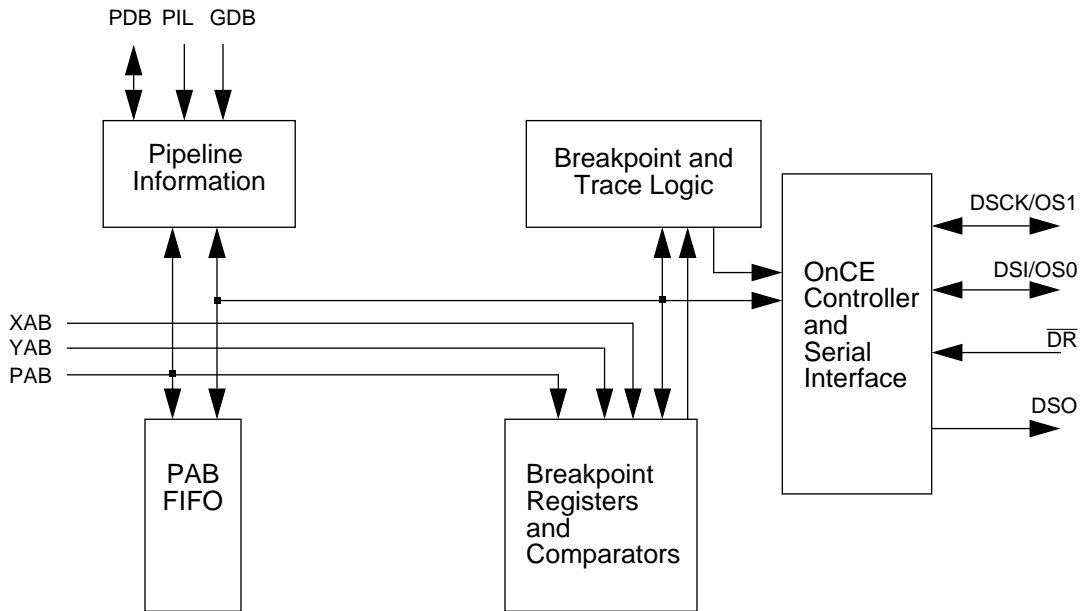 PDB PIL GDB
Pipeline
Information
Breakpoint and
Trace Logic
DSCK/OS1
OnCE
Controller
and
Serial
Interface
DSI/OS0
XAB
YAB
PAB
DR
DSO
PAB
FIFO
Breakpoint
Registers
and
Comparators